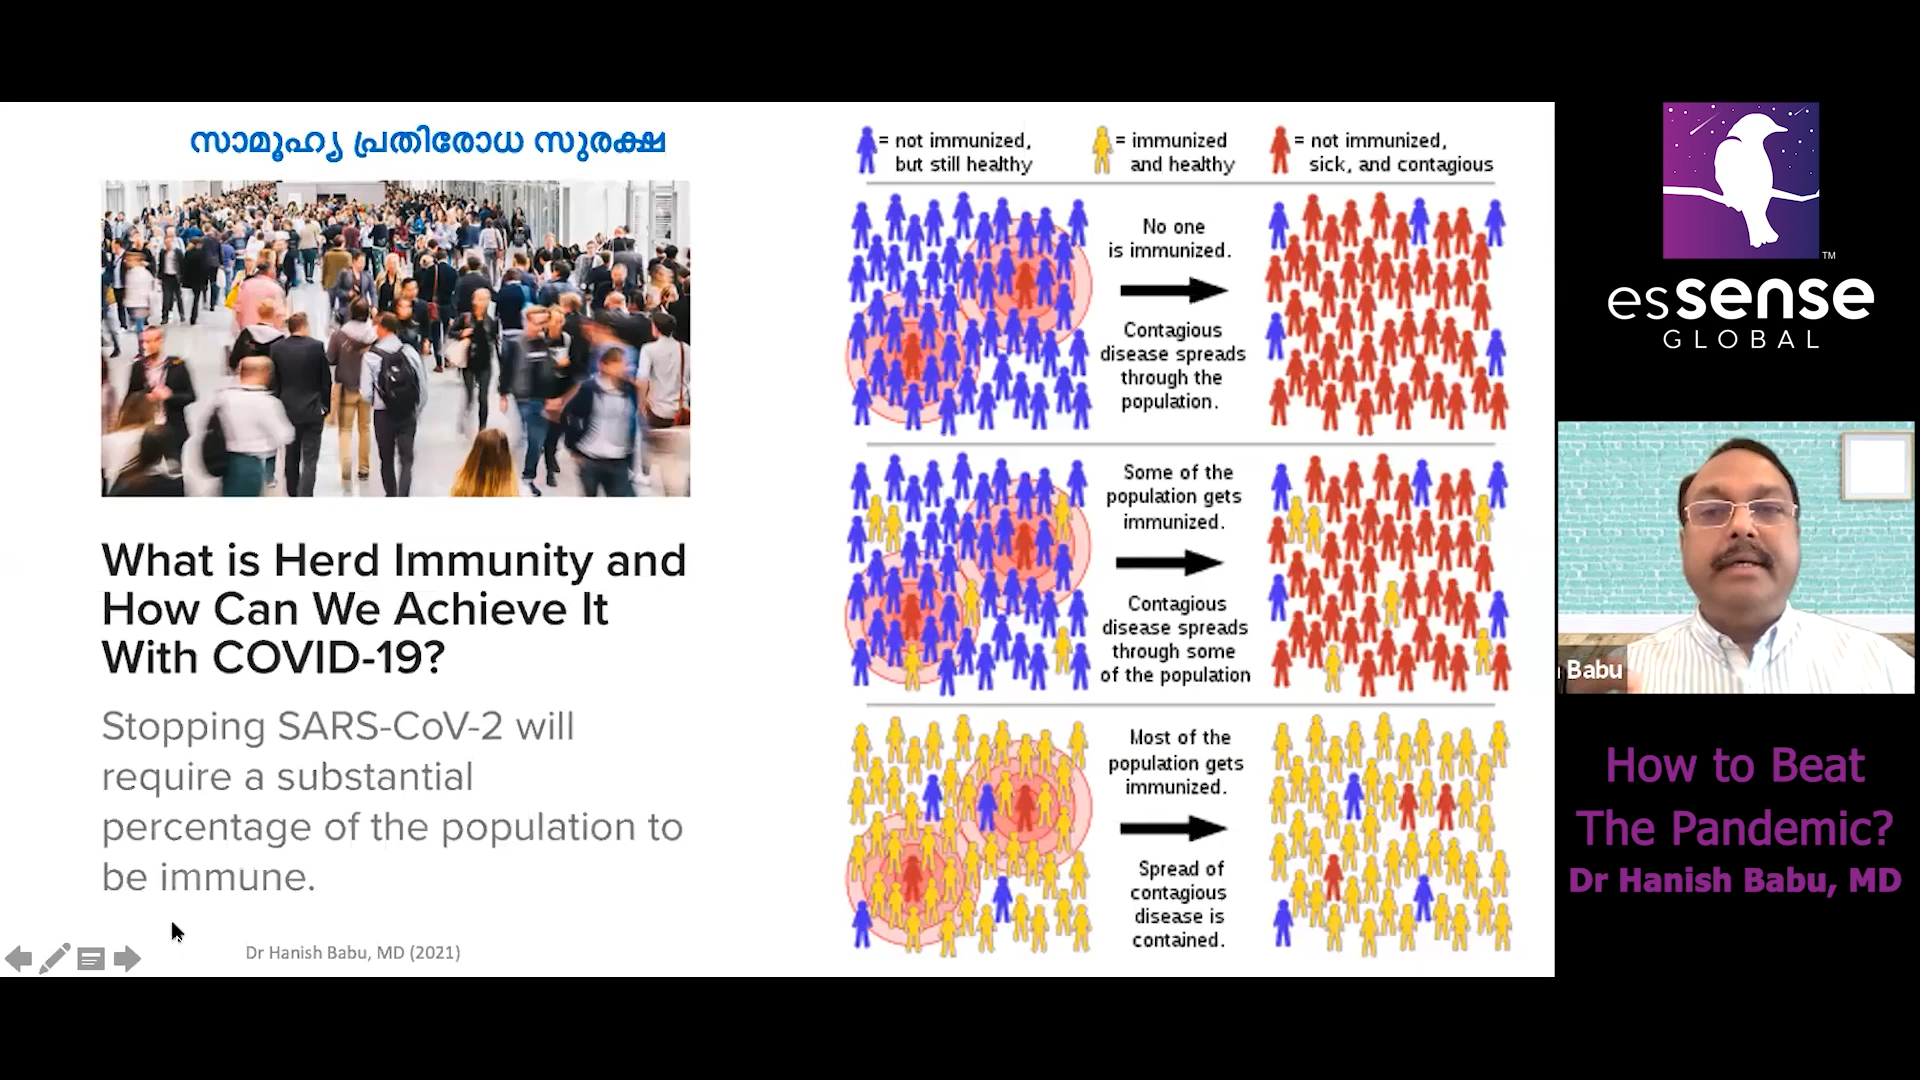 സാമൂഹ്യ പ്രതിരോധ സുരക്ഷ
What is Herd Immunity and
How Can We Achieve It
With COVID-19?
Stopping SARS-CoV-2 will
require a substantial
percentage of the population to
be immune.
Dr Hanish Babu, MD (2021)
= not immunized,
but still healthy
= immunized
and healthy
= not immunized,
sick, and contagious
No one
is immunized.
Contagious
disease spreads
through the
population.
Some of the
population gets
immunized.
Contagious
disease spreads
through some
of the population
Most of the
population gets
immunized.
Spread of
contagious
disease is
contained.
TM
esSENSE
GLOBAL
Babu
How to Beat
The Pandemic?
Dr Hanish Babu, MD